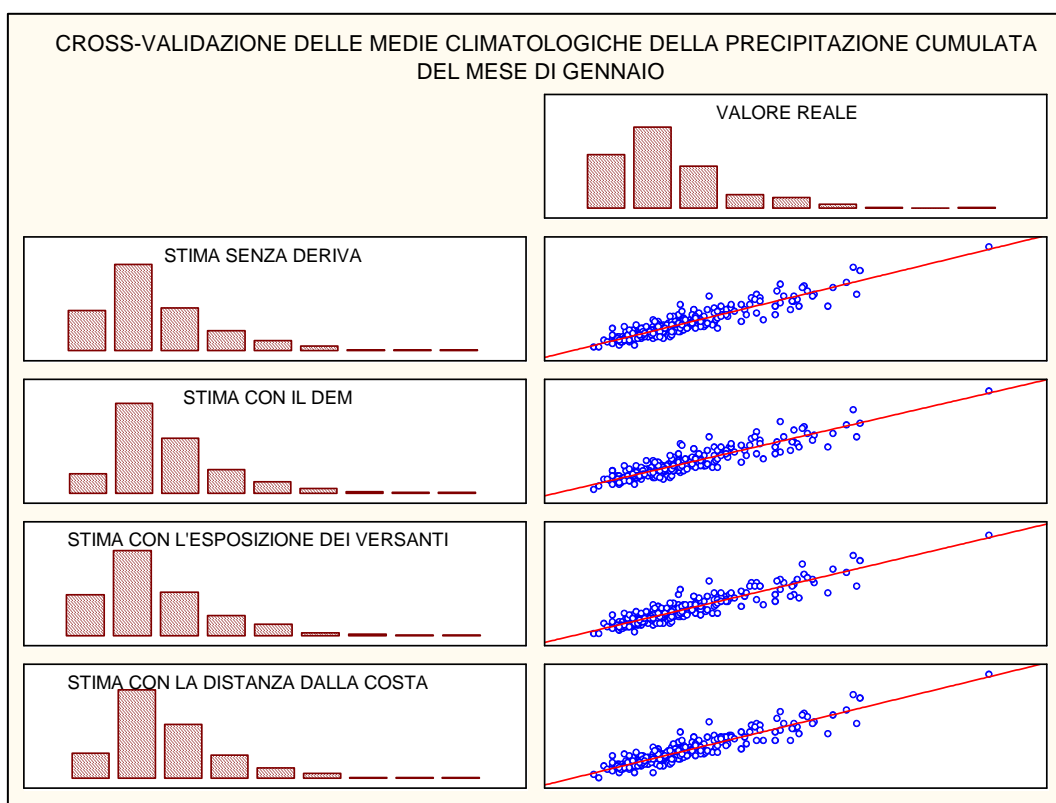 CROSS-VALIDAZIONE DELLE MEDIE CLIMATOLOGICHE DELLA PRECIPITAZIONE CUMULATA
DEL MESE DI GENNAIO
VALORE REALE
STIMA SENZA DERIVA
STIMA CON IL DEM
STIMA CON L'ESPOSIZIONE DEI VERSANTI
STIMA CON LA DISTANZA DALLA COSTA